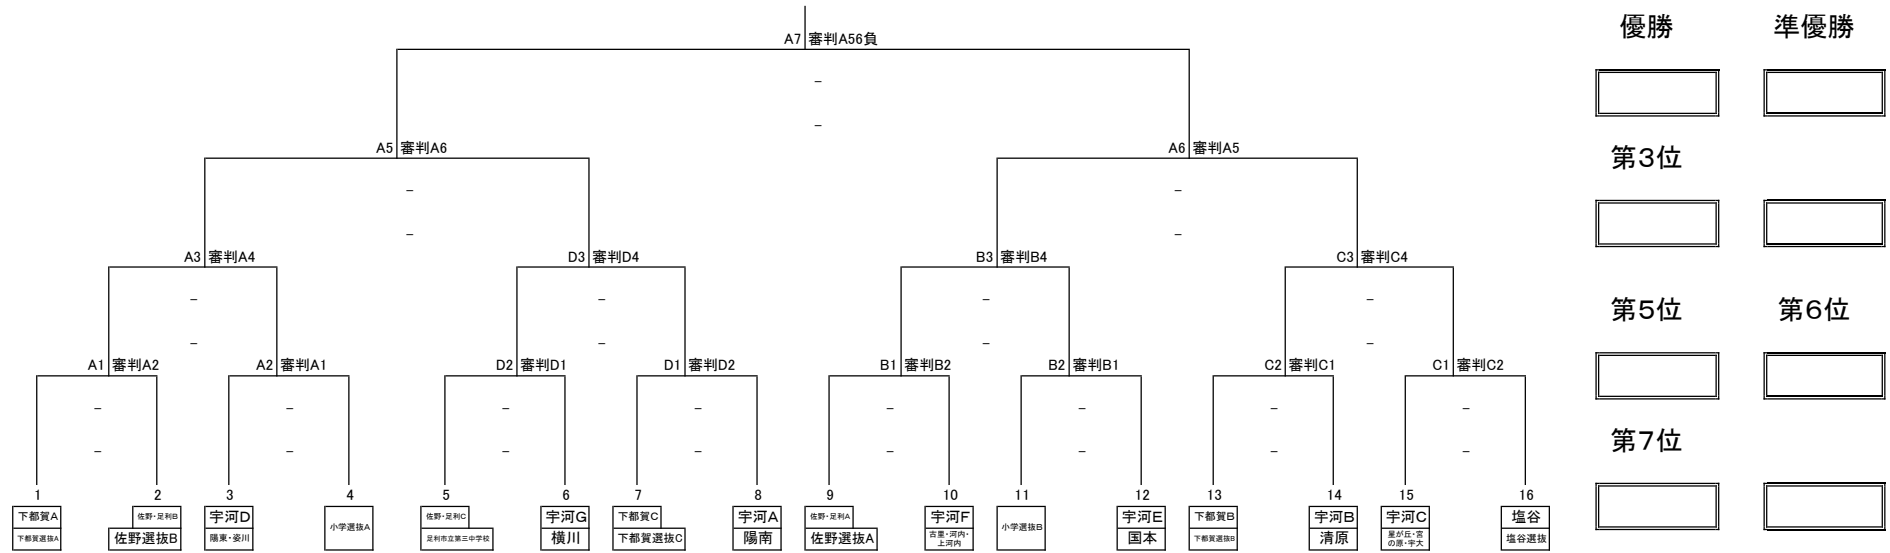 優勝 準優勝
A7 審判A56負
–
–
A5 審判A6 A6 審判A5
第3位
– –
– –
A3 審判A4 D3 審判D4 B3 審判B4 C3 審判C4
– – – –
第5位 第6位
– – – –
A1 審判A2 A2 審判A1 D2 審判D1 D1 審判D2 B1 審判B2 B2 審判B1 C2 審判C1 C1 審判C2
– – – – – – – –
第7位
– – – – – – – –
1 2 3 4 5 6 7 8 9 10 11 12 13 14 15 16
下都賀A 佐野・足利B 宇河D 小学選抜A 佐野・足利C 宇河G 下都賀C 宇河A 佐野・足利A 宇河F 小学選抜B 宇河E 下都賀B 宇河B 宇河C 塩谷
下都賀選抜A 佐野選抜B 陽東・姿川 足利市立第三中学校 横川 下都賀選抜C 陽南 佐野選抜A 古里・河内・上河内 国本 下都賀選抜B 清原 星が丘・宮の原・宇大 塩谷選抜